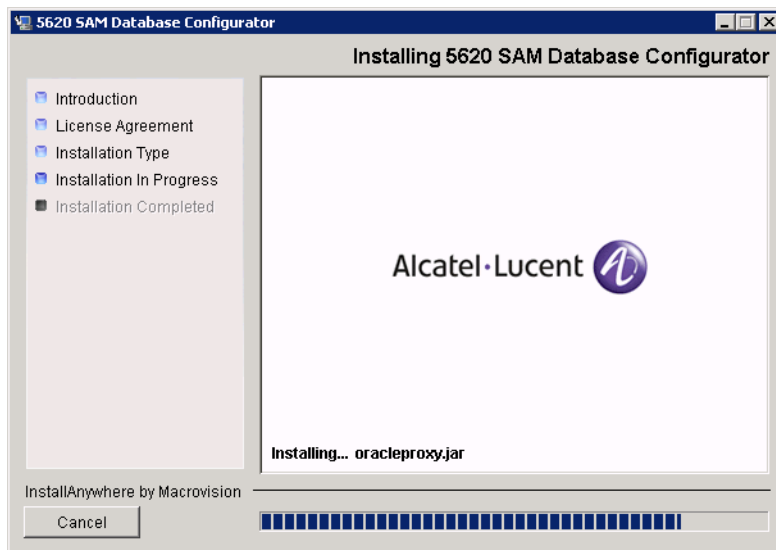 5620 SAM Database Configurator
Installing 5620 SAM Database Configurator
Introduction
License Agreement
Installation Type
Installation In Progress
Installation Completed
Alcatel·Lucent
Installing... oracleproxy.jar
InstallAnywhere by Macrovision
Cancel